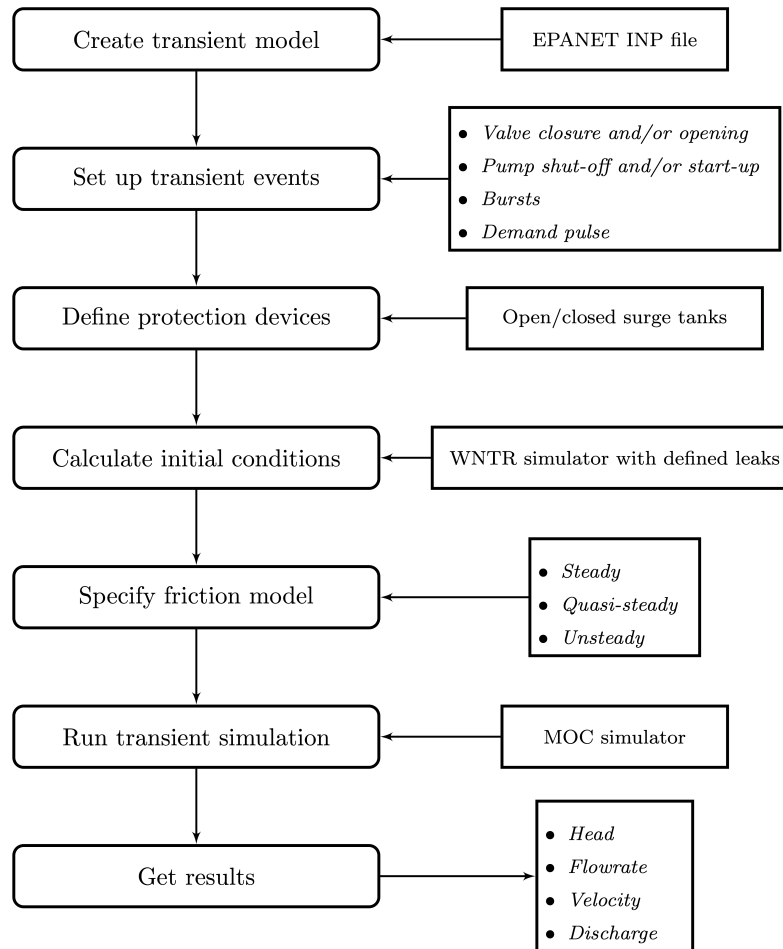 Create transient model
EPANET INP file
Set up transient events
• Valve closure and/or opening
• Pump shut-off and/or start-up
• Bursts
• Demand pulse
Define protection devices
Open/closed surge tanks
Calculate initial conditions
WNTR simulator with defined leaks
Specify friction model
• Steady
• Quasi-steady
• Unsteady
Run transient simulation
MOC simulator
Get results
• Head
• Flowrate
• Velocity
• Discharge